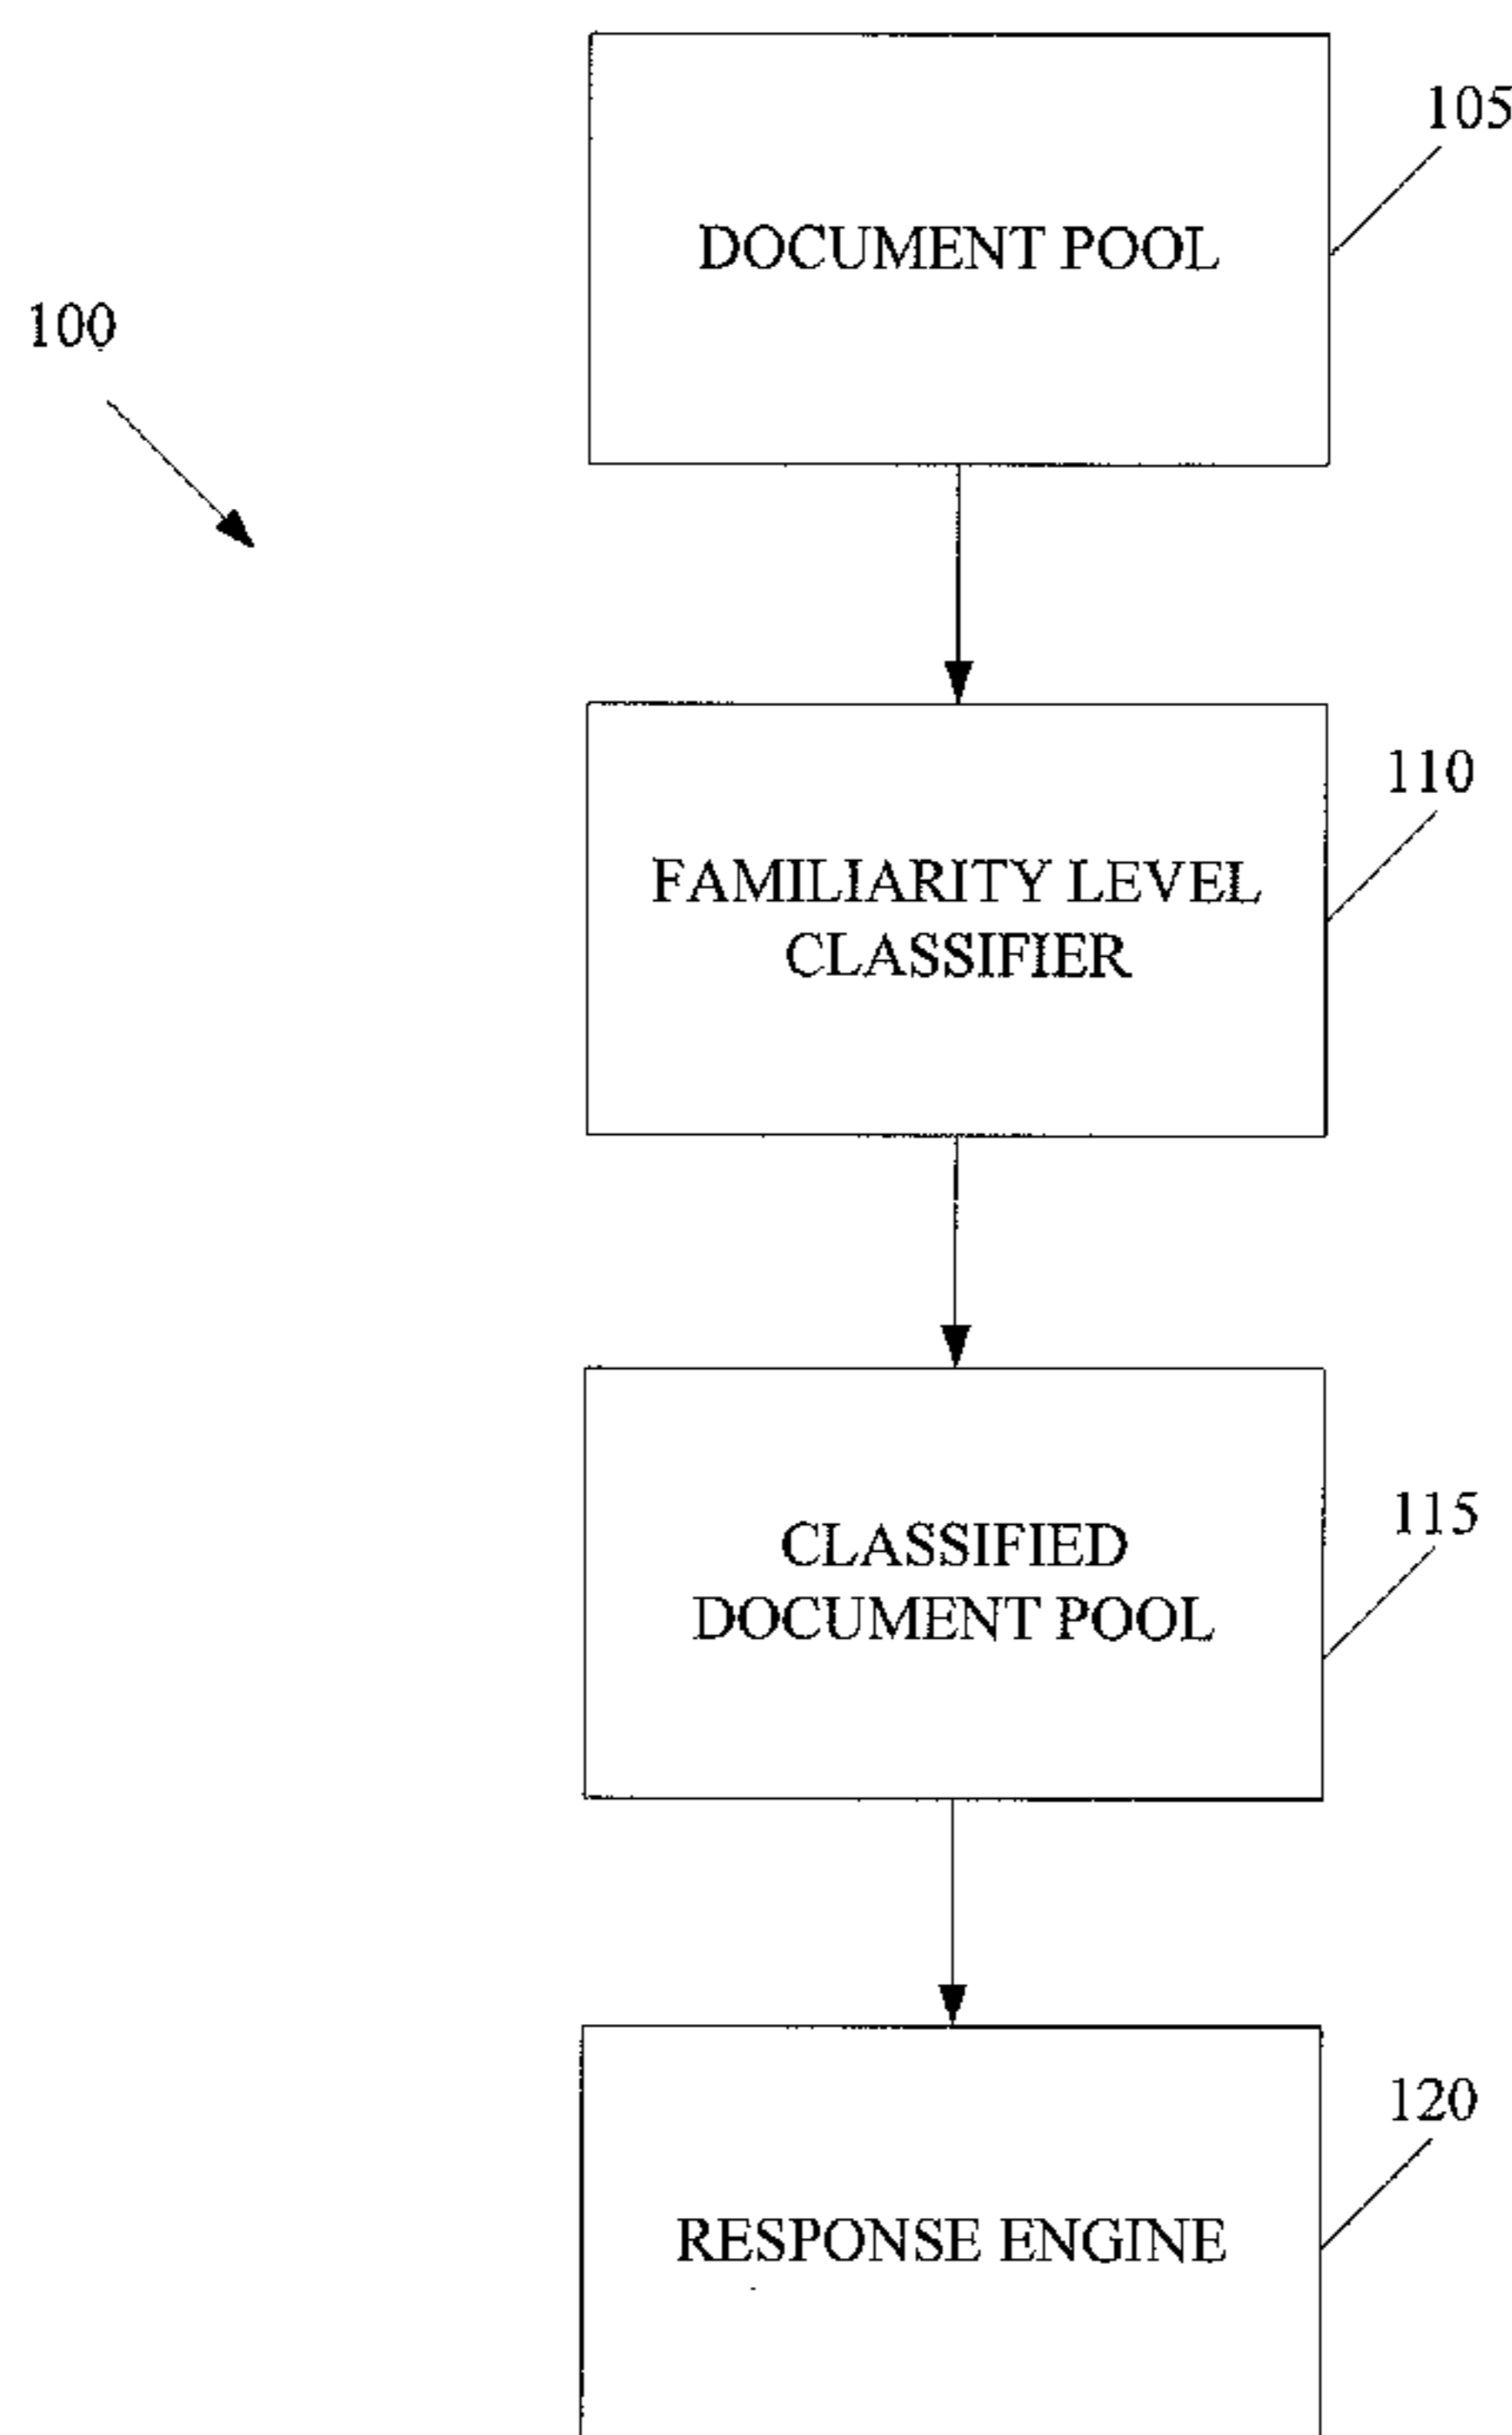 105
DOCUMENT POOL
100
110
FAMILIARITY LEVEL
CLASSIFIER
115
CLASSIFIED
DOCUMENT POOL
120
RESPONSE ENGINE